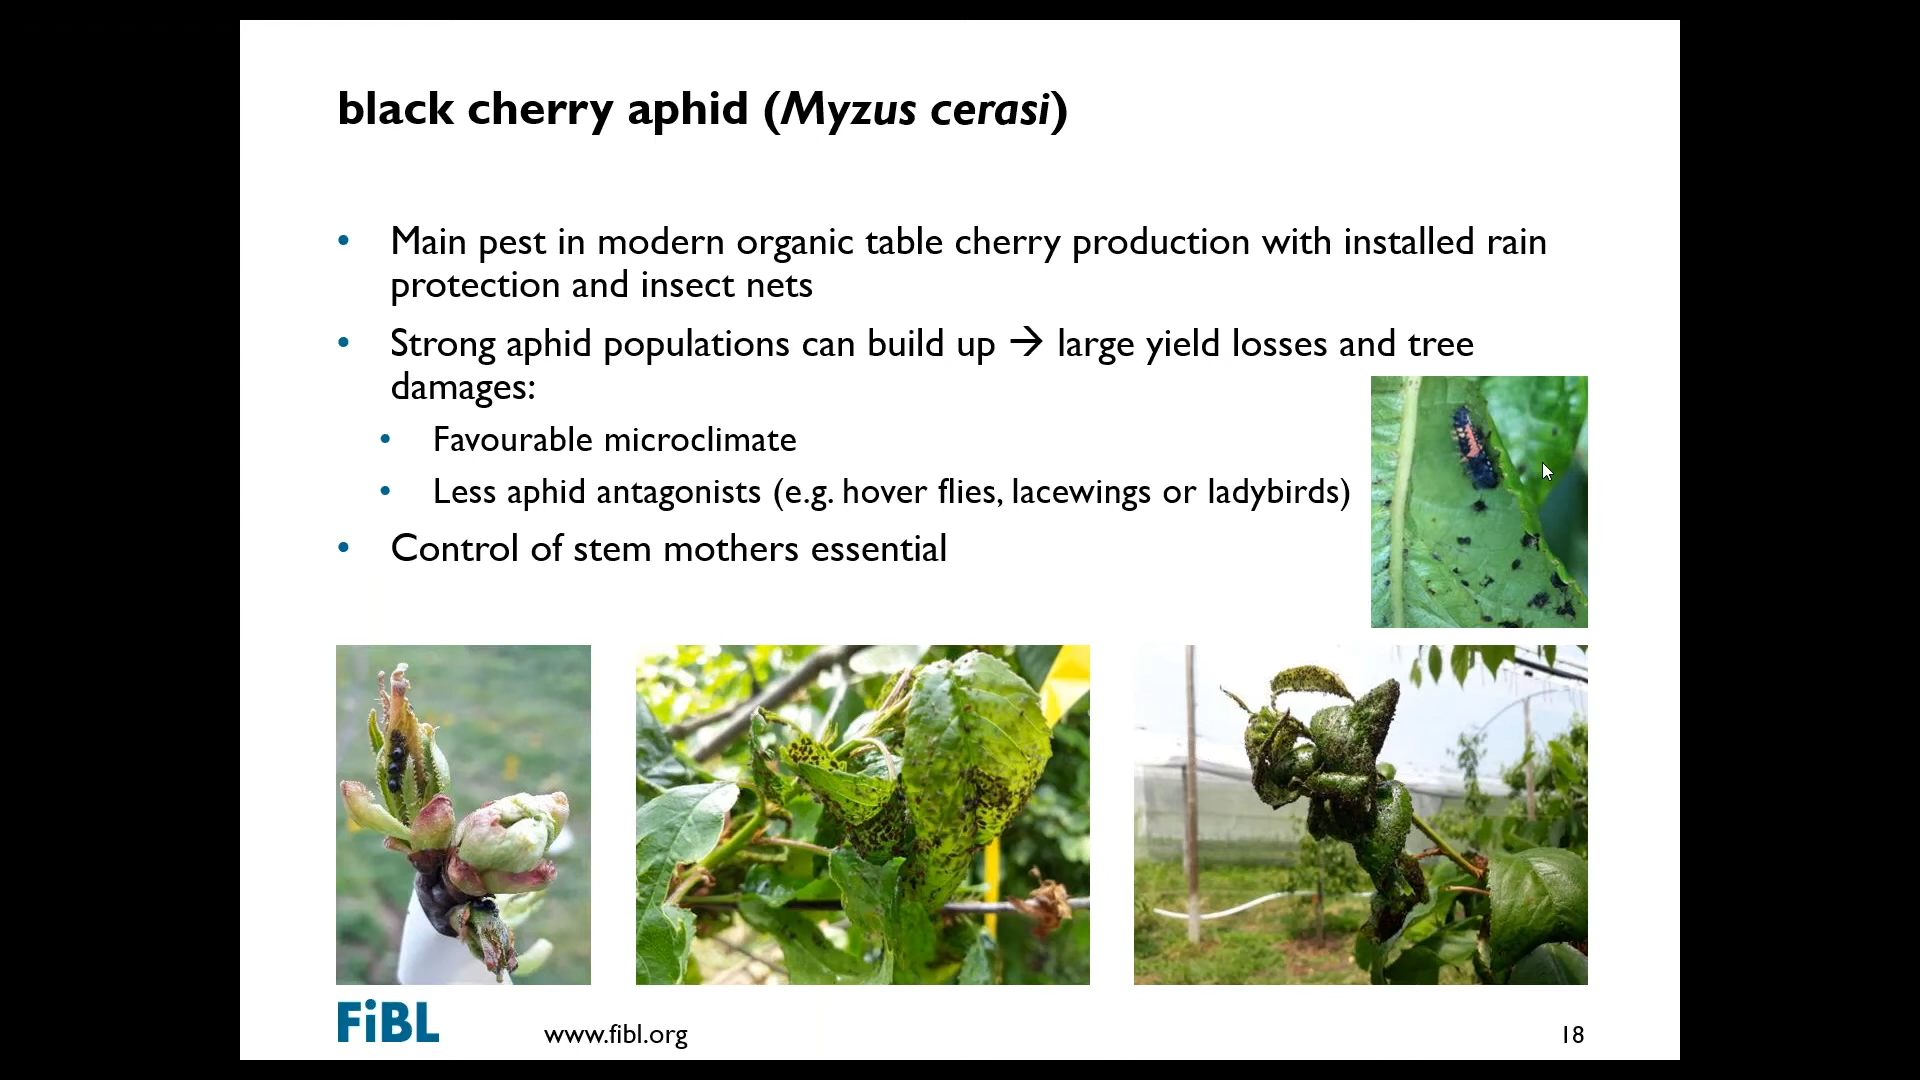 black cherry aphid (Myzus cerasi)
• Main pest in modern organic table cherry production with installed rain
protection and insect nets
• Strong aphid populations can build up → large yield losses and tree
damages:
• Favourable microclimate
• Less aphid antagonists (e.g. hover flies, lacewings or ladybirds)
• Control of stem mothers essential
FiBL
www.fibl.org
18